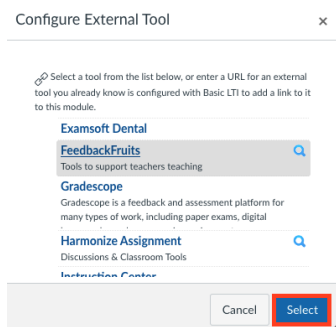 Configure External Tool
×
Select a tool from the list below, or enter a URL for an external
tool you already know is configured with Basic LTI to add a link to it
to this module.
Examsoft Dental
FeedbackFruits
Tools to support teachers teaching
Gradescope
Gradescope is a feedback and assessment platform for
many types of work, including paper exams, digital
Harmonize Assignment
Discussions & Classroom Tools
Instruction Center
Cancel
Select